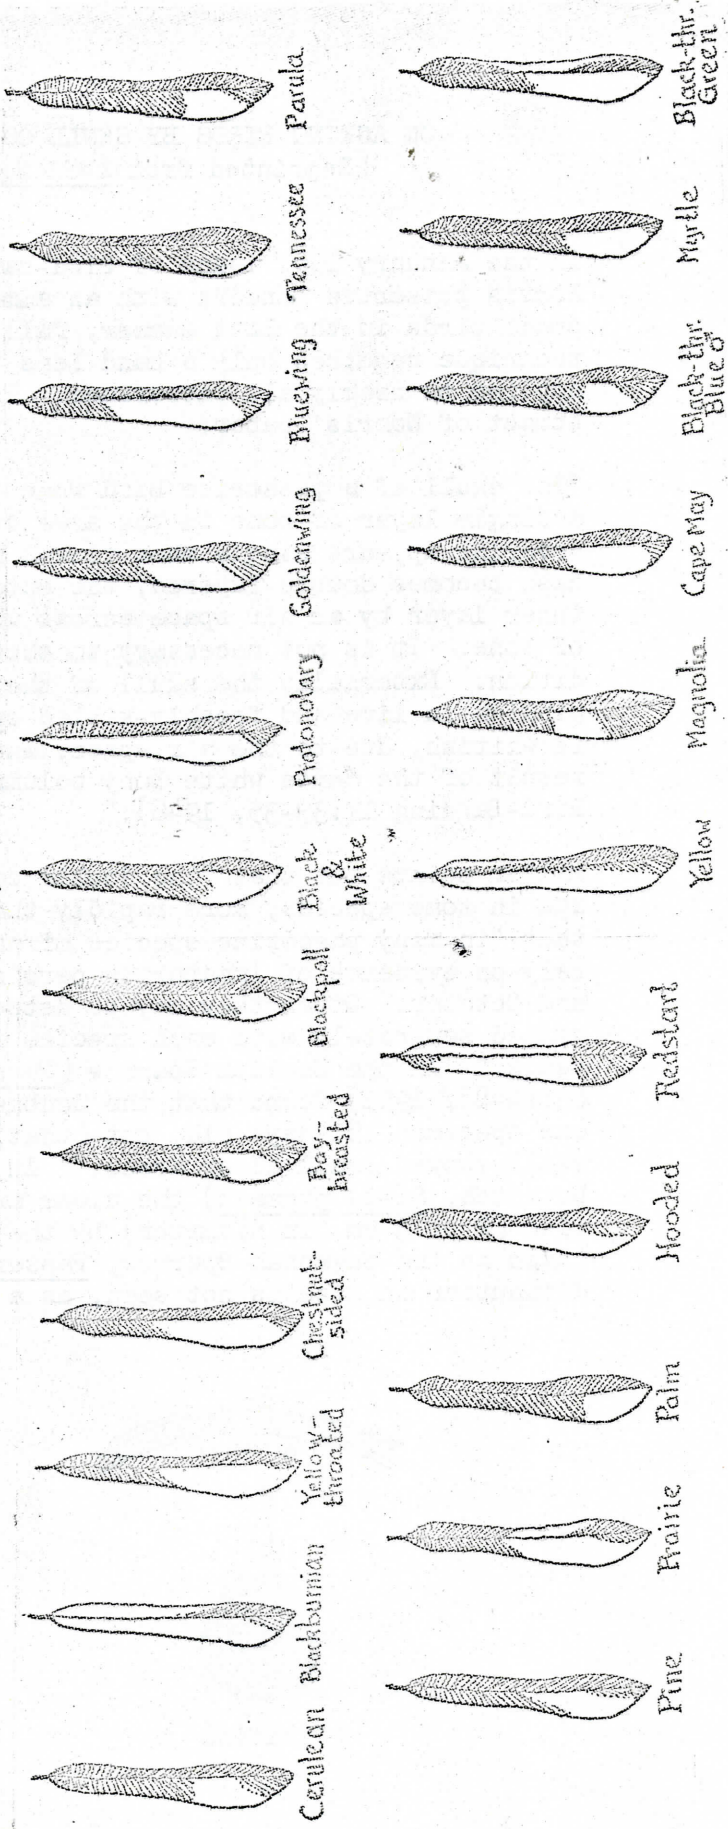 Cerulean
Blackburnian
Yellow-
throated
Chestnut-
sided
Bay-
breasted
Blackpoll
Black
&
White
Protonotary
Goldenwing
Bluewing
Tennessee
Parula
Pine
Prairie
Palm
Hooded
Redstart
Yellow
Magnolia
Cape May
Black-thr.
Blue ♂
Myrtle
Black-thr.
Green